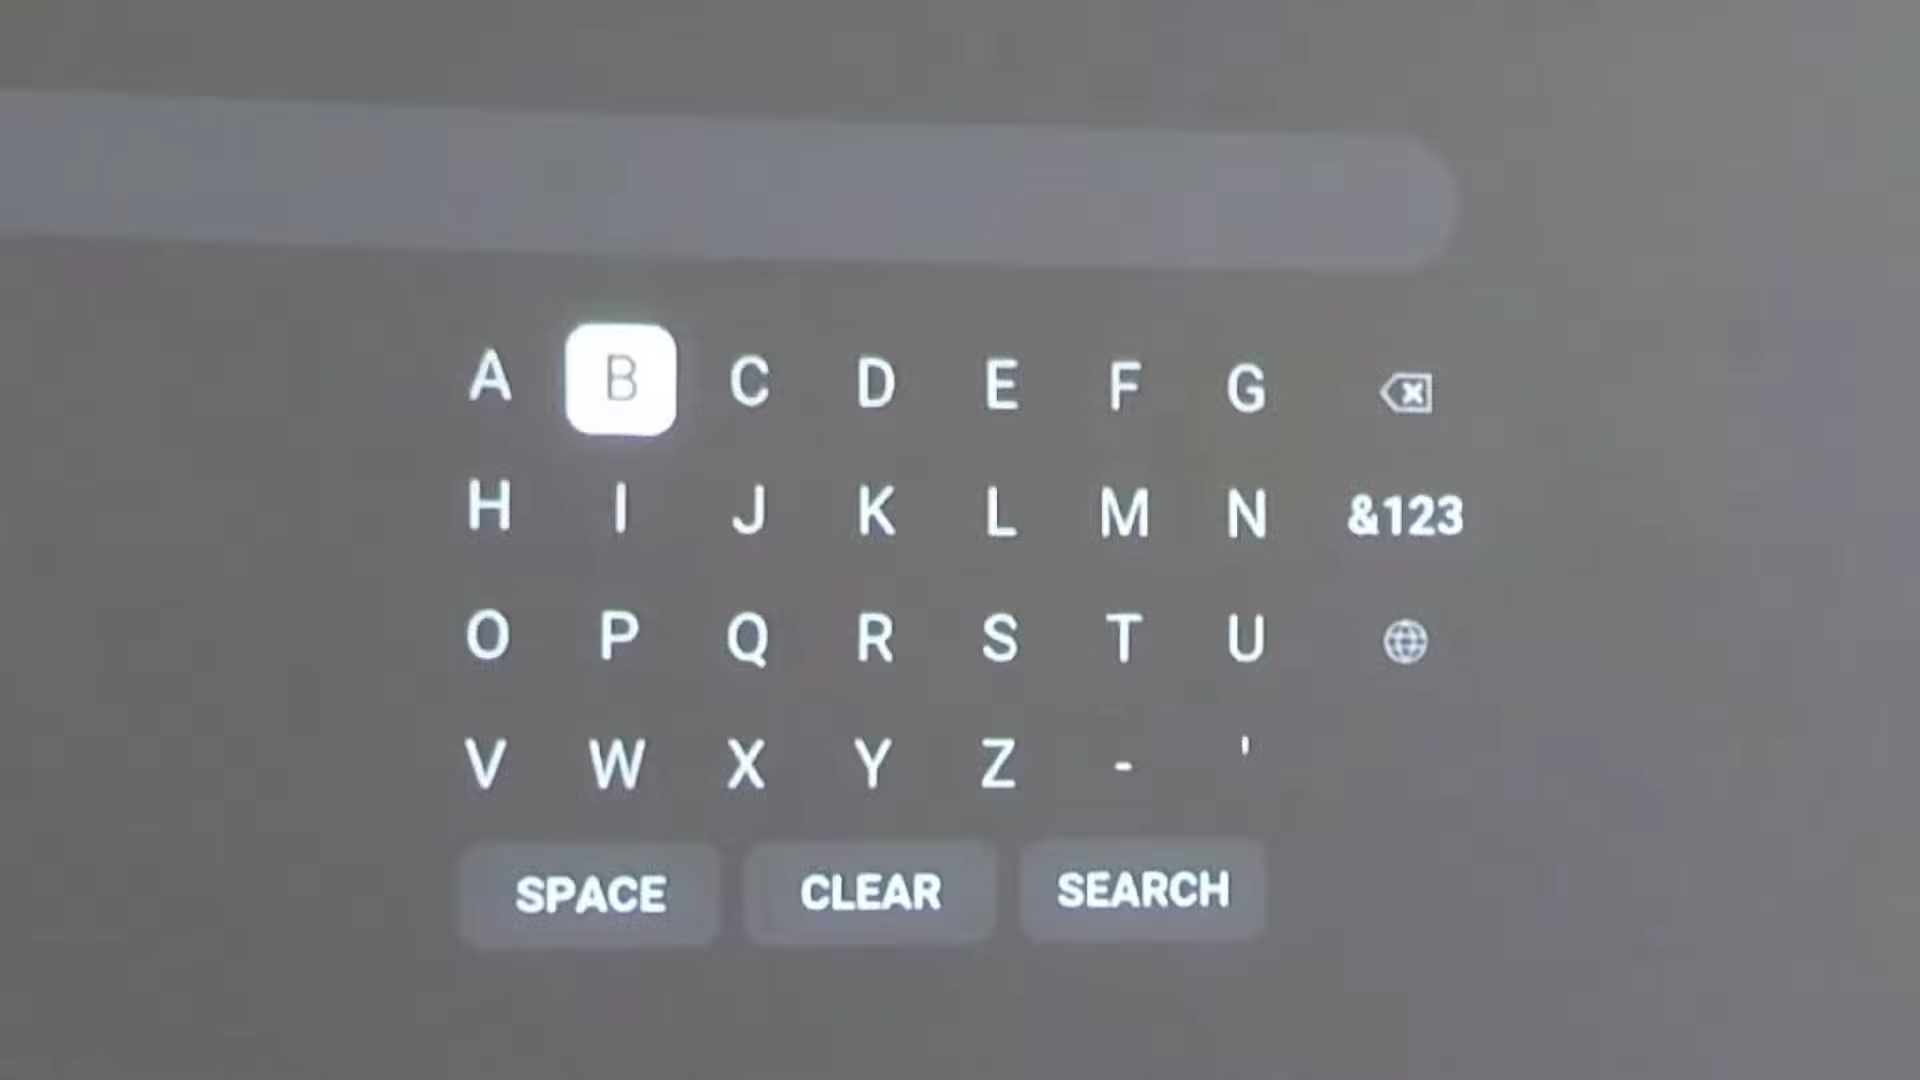 A B C D E F G
H I J K L M N &123
O P Q R S T U
V W X Y Z - '
SPACE CLEAR SEARCH